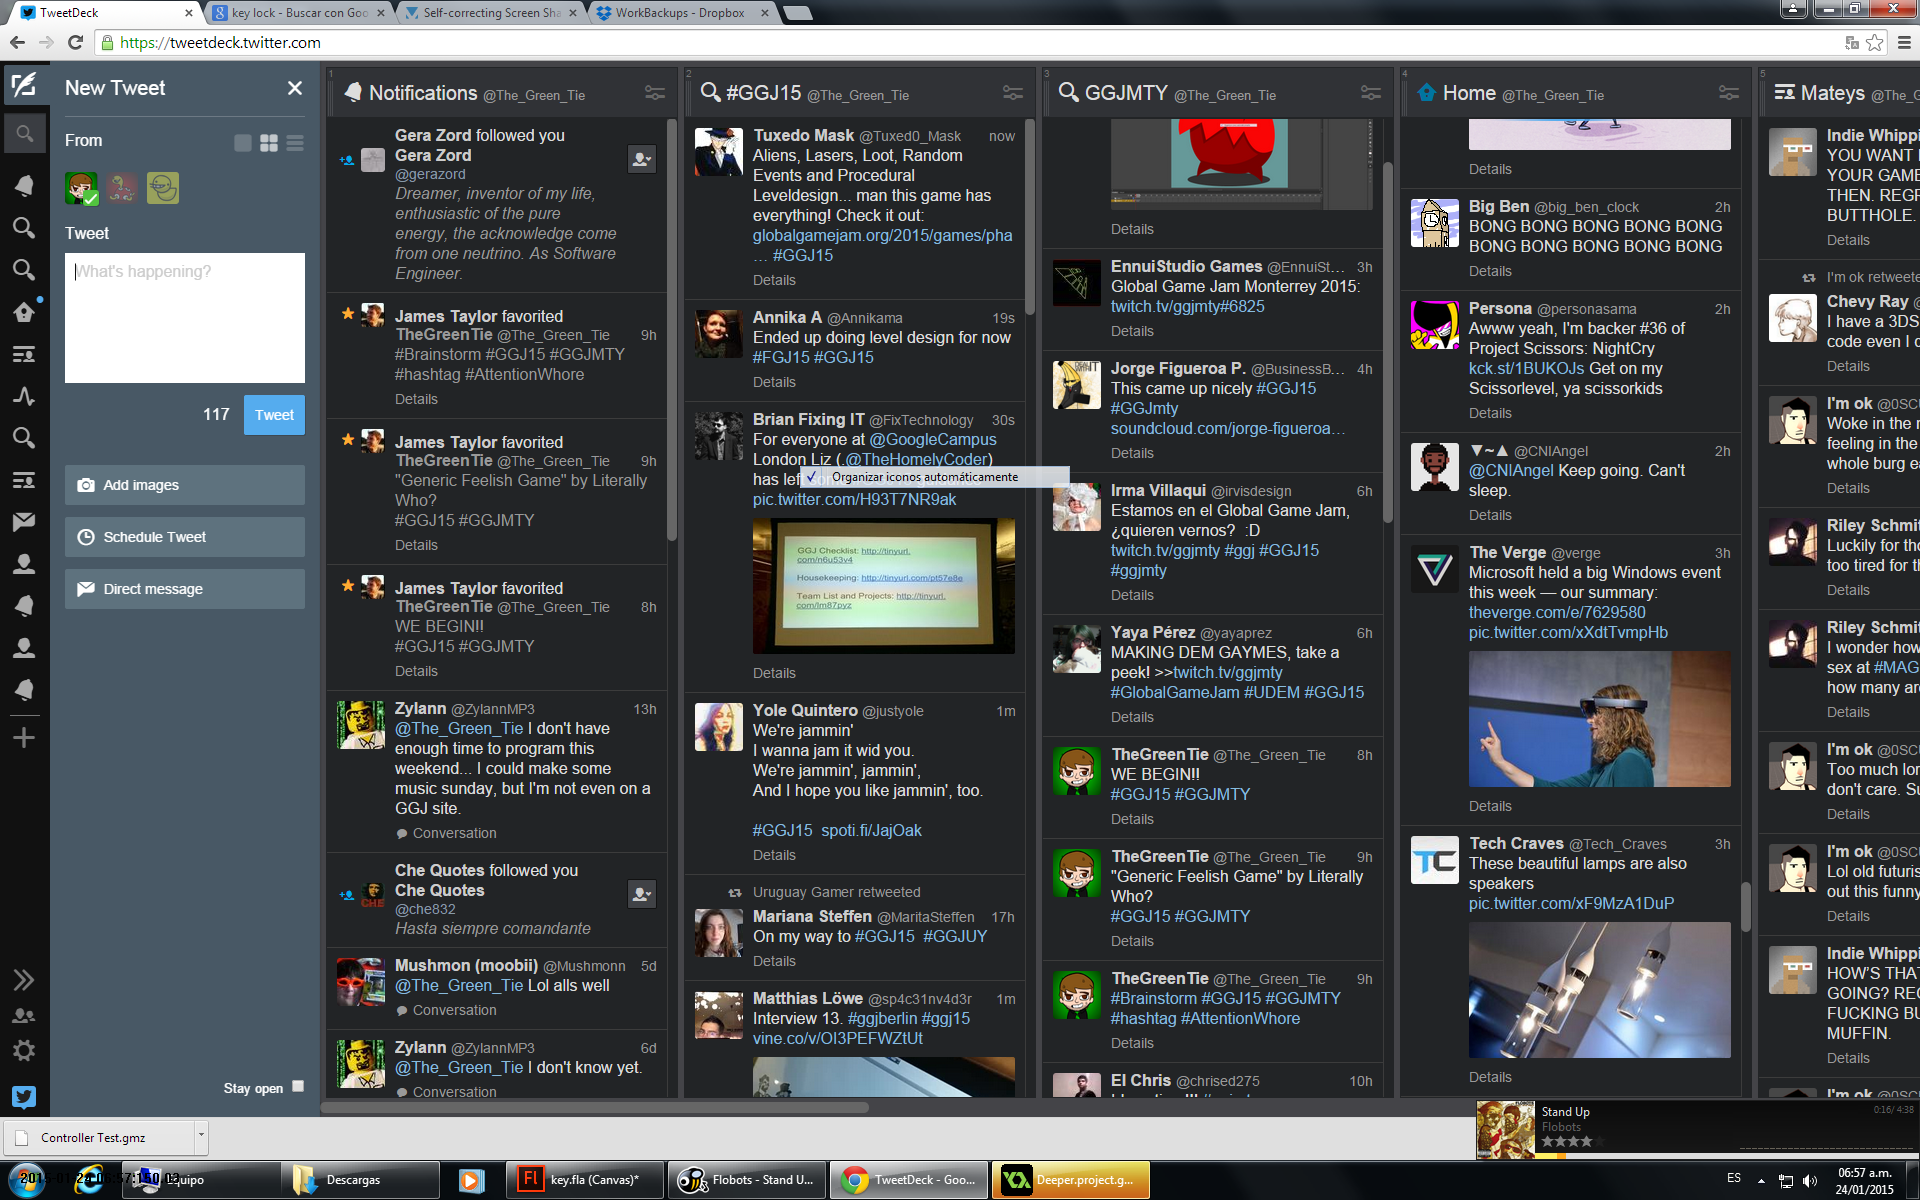 TweetDeck
key lock - Buscar con Goo
Self-correcting Screen Sha
WorkBackups - Dropbox
https://tweetdeck.twitter.com
New Tweet
From
Tweet
What's happening?
117
Tweet
Add images
Schedule Tweet
Direct message
Stay open
1
Notifications @The_Green_Tie
Gera Zord followed you
Gera Zord
@gerazord
Dreamer, inventor of my life,
enthusiastic of the pure
energy, the acknowledge come
from one neutrino. As Software
Engineer.
James Taylor favorited
TheGreenTie @The_Green_Tie 9h
#Brainstorm #GGJ15 #GGJMTY
#hashtag #AttentionWhore
Details
James Taylor favorited
TheGreenTie @The_Green_Tie 9h
"Generic Feelish Game" by Literally
Who?
#GGJ15 #GGJMTY
Details
James Taylor favorited
TheGreenTie @The_Green_Tie 8h
WE BEGIN!!
#GGJ15 #GGJMTY
Details
Zylann @ZylannMP3 13h
@The_Green_Tie I don't have
enough time to program this
weekend... I could make some
music sunday, but I'm not even on a
GGJ site.
Conversation
Che Quotes followed you
Che Quotes
@che832
Hasta siempre comandante
Mushmon (moobii) @Mushmonn 5d
@The_Green_Tie Lol alls well
Conversation
Zylann @ZylannMP3 6d
@The_Green_Tie I don't know yet.
Conversation
2
#GGJ15 @The_Green_Tie
Tuxedo Mask @Tuxed0_Mask now
Aliens, Lasers, Loot, Random
Events and Procedural
Leveldesign... man this game has
everything! Check it out:
globalgamejam.org/2015/games/pha
… #GGJ15
Details
Annika A @Annikama 19s
Ended up doing level design for now
#FGJ15 #GGJ15
Details
Brian Fixing IT @FixTechnology 30s
For everyone at @GoogleCampus
London Liz (.@TheHomelyCoder)
has left
Organizar iconos automáticamente
pic.twitter.com/H93T7NR9ak
GGJ Checklist: http://tinyurl.
com/n6u53v4
Housekeeping: http://tinyurl.com/pt57e8e
Team List and Projects: http://tinyurl.
com/lm87pyz
Details
Yole Quintero @justyole 1m
We're jammin'
I wanna jam it wid you.
We're jammin', jammin',
And I hope you like jammin', too.
#GGJ15 spoti.fi/JajOak
Details
Uruguay Gamer retweeted
Mariana Steffen @MaritaSteffen 17h
On my way to #GGJ15 #GGJUY
Details
Matthias Löwe @sp4c31nv4d3r 1m
Interview 13. #ggjberlin #ggj15
vine.co/v/OI3PEFWZtUt
3
GGJMTY @The_Green_Tie
Details
EnnuiStudio Games @EnnuiSt… 3h
Global Game Jam Monterrey 2015:
twitch.tv/ggjmty#6825
Details
Jorge Figueroa P. @BusinessB… 4h
This came up nicely #GGJ15
#GGJmty
soundcloud.com/jorge-figueroa…
Details
Irma Villaqui @irvisdesign 6h
Estamos en el Global Game Jam,
¿quieren vernos? :D
twitch.tv/ggjmty #ggj #GGJ15
#ggjmty
Details
Yaya Pérez @yayaprez 6h
MAKING DEM GAYMES, take a
peek! >>twitch.tv/ggjmty
#GlobalGameJam #UDEM #GGJ15
Details
TheGreenTie @The_Green_Tie 8h
WE BEGIN!!
#GGJ15 #GGJMTY
Details
TheGreenTie @The_Green_Tie 9h
"Generic Feelish Game" by Literally
Who?
#GGJ15 #GGJMTY
Details
TheGreenTie @The_Green_Tie 9h
#Brainstorm #GGJ15 #GGJMTY
#hashtag #AttentionWhore
Details
El Chris @chrised275 10h
4
Home @The_Green_Tie
Details
Big Ben @big_ben_clock 2h
BONG BONG BONG BONG BONG
BONG BONG BONG BONG BONG
Details
Persona @personasama 2h
Awww yeah, I'm backer #36 of
Project Scissors: NightCry
kck.st/1BUKOJs Get on my
Scissorlevel, ya scissorkids
Details
▼~▲ @CNIAngel 2h
@CNIAngel Keep going. Can't
sleep.
Details
The Verge @verge 3h
Microsoft held a big Windows event
this week — our summary:
theverge.com/e/7629580
pic.twitter.com/xXdtTvmpHb
Details
Tech Craves @Tech_Craves 3h
These beautiful lamps are also
speakers
pic.twitter.com/xF9MzA1DuP
TC
Details
5
Mateys @The_G
Indie Whippi
YOU WANT
YOUR GAME
THEN. REGR
BUTTHOLE.
Details
I'm ok retweete
Chevy Ray @
I have a 3DS
code even I c
Details
I'm ok @0SCU
Woke in the r
feeling in the
whole burg ea
Details
Riley Schmit
Luckily for tho
too tired for th
Details
Riley Schmit
I wonder how
sex at #MAG
how many are
Details
I'm ok @0SCU
Too much lor
don't care. Su
Details
I'm ok @0SCU
Lol old futuris
out this funny
Details
Indie Whippi
HOW'S THAT
GOING? REG
FUCKING BU
MUFFIN.
Details
I'm ok @0SCU
Controller Test.gmz
Stand Up
Flobots
0:16/ 4:38
Equipo
Descargas
Fl
key.fla (Canvas)*
Flobots - Stand U...
TweetDeck - Goo...
Deeper.project.g...
ES
06:57 a.m.
24/01/2015